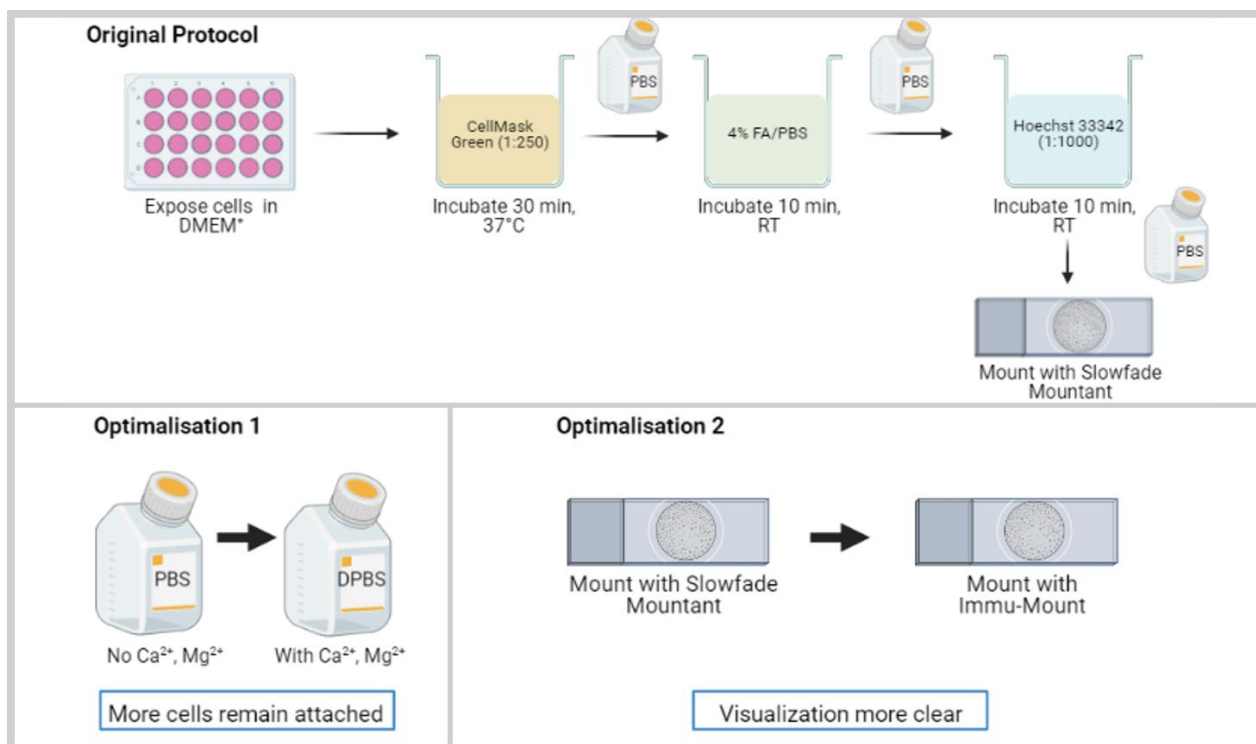 Original Protocol
PBS
PBS
CellMask
Green (1:250)
4% FA/PBS
Hoechst 33342
(1:1000)
Expose cells in
DMEM⁺
Incubate 30 min,
37°C
Incubate 10 min,
RT
Incubate 10 min,
RT
PBS
Mount with Slowfade
Mountant
Optimalisation 1
PBS
DPBS
No Ca²⁺, Mg²⁺
With Ca²⁺, Mg²⁺
More cells remain attached
Optimalisation 2
Mount with Slowfade
Mountant
Mount with
Immu-Mount
Visualization more clear